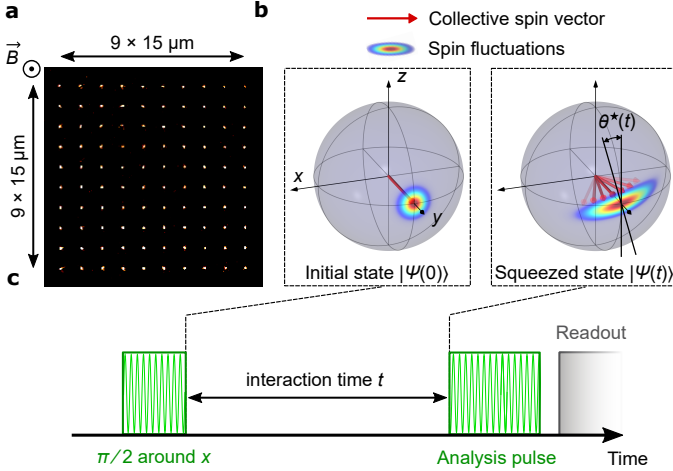 a
9 × 15 µm
B
9 × 15 µm
b
Collective spin vector
Spin fluctuations
z
x
y
Initial state |Ψ(0)⟩
θ*(t)
Squeezed state |Ψ(t)⟩
c
Readout
interaction time t
π/2 around x
Analysis pulse
Time